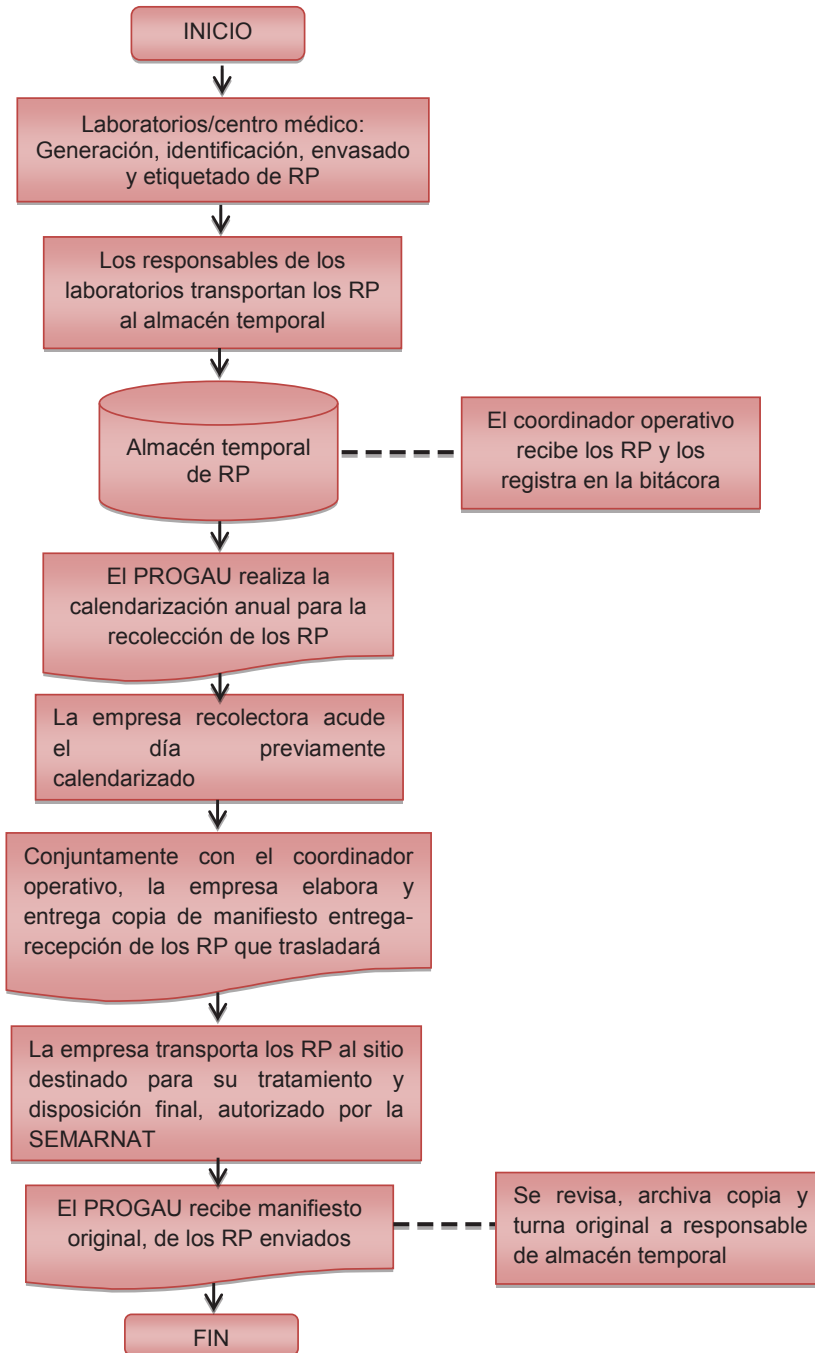 INICIO
Laboratorios/centro médico:
Generación, identificación, envasado
y etiquetado de RP
Los responsables de los
laboratorios transportan los RP
al almacén temporal
Almacén temporal
de RP
El coordinador operativo
recibe los RP y los
registra en la bitácora
El PROGAU realiza la
calendarización anual para la
recolección de los RP
La empresa recolectora acude
el día previamente
calendarizado
Conjuntamente con el coordinador
operativo, la empresa elabora y
entrega copia de manifiesto entrega-
recepción de los RP que trasladará
La empresa transporta los RP al sitio
destinado para su tratamiento y
disposición final, autorizado por la
SEMARNAT
El PROGAU recibe manifiesto
original, de los RP enviados
Se revisa, archiva copia y
turna original a responsable
de almacén temporal
FIN